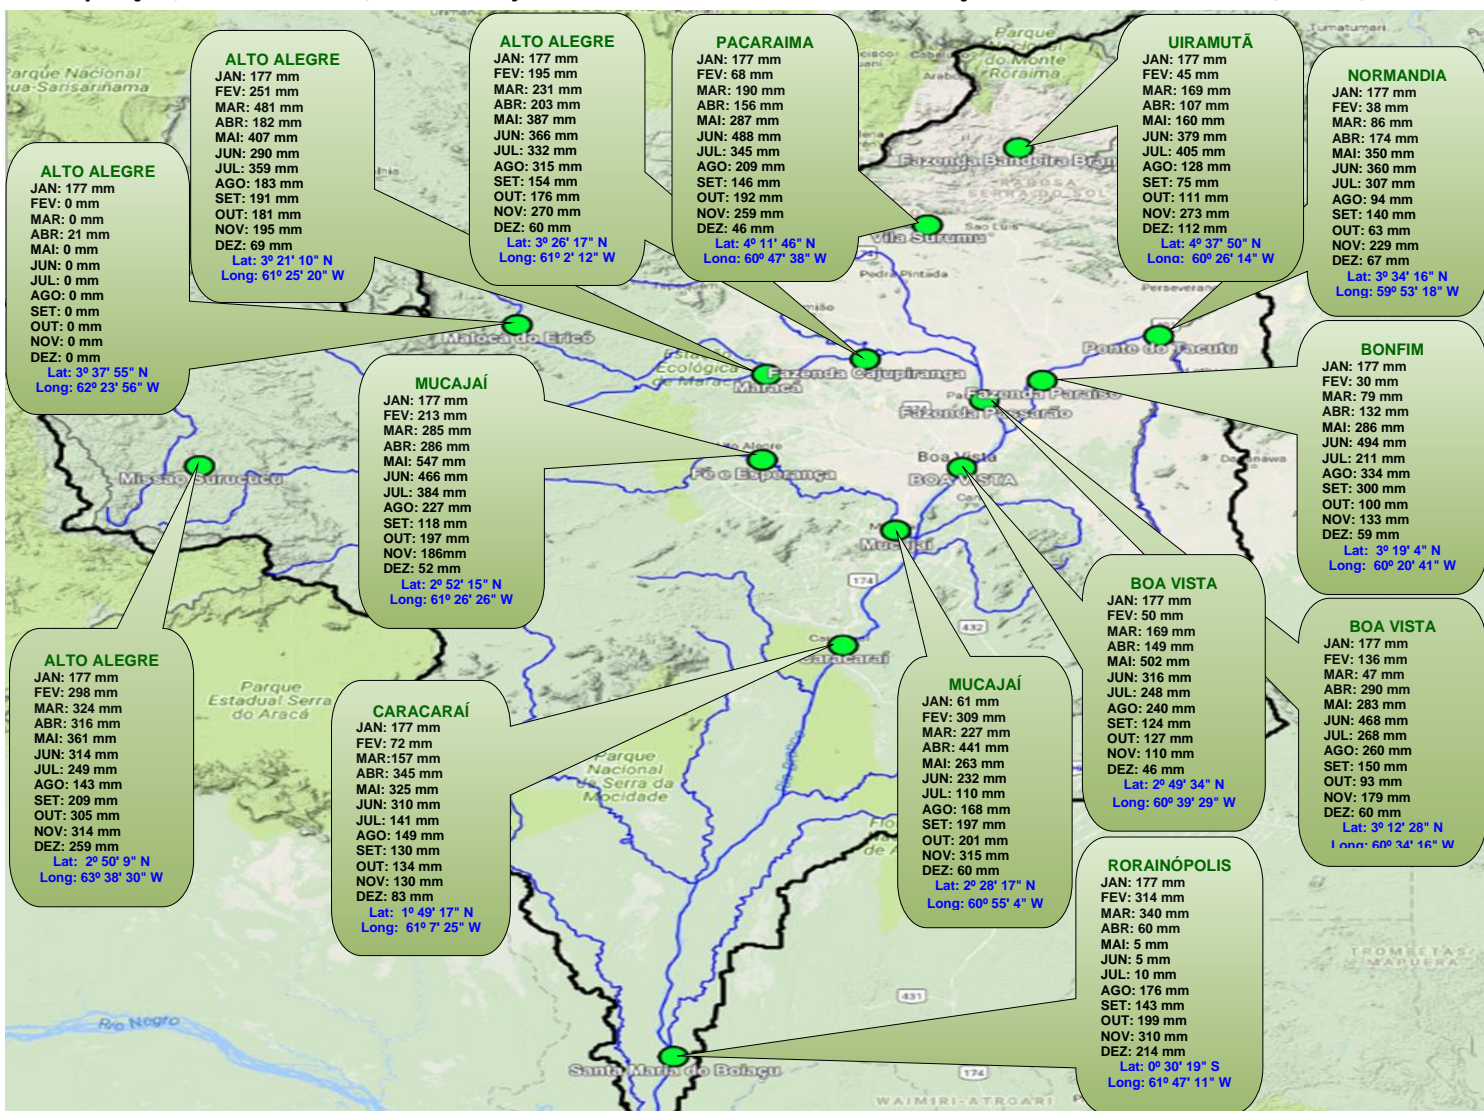 ALTO ALEGRE
JAN: 177 mm
FEV: 251 mm
MAR: 481 mm
ABR: 182 mm
MAI: 407 mm
JUN: 290 mm
JUL: 359 mm
AGO: 183 mm
SET: 191 mm
OUT: 181 mm
NOV: 195 mm
DEZ: 69 mm
Lat: 3º 21' 10" N
Long: 61º 25' 20" W
ALTO ALEGRE
JAN: 177 mm
FEV: 195 mm
MAR: 231 mm
ABR: 203 mm
MAI: 387 mm
JUN: 366 mm
JUL: 332 mm
AGO: 315 mm
SET: 154 mm
OUT: 176 mm
NOV: 270 mm
DEZ: 60 mm
Lat: 3º 26' 17" N
Long: 61º 2' 12" W
PACARAIMA
JAN: 177 mm
FEV: 68 mm
MAR: 190 mm
ABR: 156 mm
MAI: 287 mm
JUN: 488 mm
JUL: 345 mm
AGO: 209 mm
SET: 146 mm
OUT: 192 mm
NOV: 259 mm
DEZ: 46 mm
Lat: 4º 11' 46" N
Long: 60º 47' 38" W
UIRAMUTÃ
JAN: 177 mm
FEV: 45 mm
MAR: 169 mm
ABR: 107 mm
MAI: 160 mm
JUN: 379 mm
JUL: 405 mm
AGO: 128 mm
SET: 75 mm
OUT: 111 mm
NOV: 273 mm
DEZ: 112 mm
Lat: 4º 37' 50" N
Long: 60º 26' 14" W
NORMANDIA
JAN: 177 mm
FEV: 38 mm
MAR: 86 mm
ABR: 174 mm
MAI: 350 mm
JUN: 360 mm
JUL: 307 mm
AGO: 94 mm
SET: 140 mm
OUT: 63 mm
NOV: 229 mm
DEZ: 67 mm
Lat: 3º 34' 16" N
Long: 59º 53' 18" W
ALTO ALEGRE
JAN: 177 mm
FEV: 0 mm
MAR: 0 mm
ABR: 21 mm
MAI: 0 mm
JUN: 0 mm
JUL: 0 mm
AGO: 0 mm
SET: 0 mm
OUT: 0 mm
NOV: 0 mm
DEZ: 0 mm
Lat: 3º 37' 55" N
Long: 62º 23' 56" W
MUCAJAÍ
JAN: 177 mm
FEV: 213 mm
MAR: 285 mm
ABR: 286 mm
MAI: 547 mm
JUN: 466 mm
JUL: 384 mm
AGO: 227 mm
SET: 118 mm
OUT: 197 mm
NOV: 186mm
DEZ: 52 mm
Lat: 2º 52' 15" N
Long: 61º 26' 26" W
BONFIM
JAN: 177 mm
FEV: 30 mm
MAR: 79 mm
ABR: 132 mm
MAI: 286 mm
JUN: 494 mm
JUL: 211 mm
AGO: 334 mm
SET: 300 mm
OUT: 100 mm
NOV: 133 mm
DEZ: 59 mm
Lat: 3º 19' 4" N
Long: 60º 20' 41" W
BOA VISTA
JAN: 177 mm
FEV: 50 mm
MAR: 169 mm
ABR: 149 mm
MAI: 502 mm
JUN: 316 mm
JUL: 248 mm
AGO: 240 mm
SET: 124 mm
OUT: 127 mm
NOV: 110 mm
DEZ: 46 mm
Lat: 2º 49' 34" N
Long: 60º 39' 29" W
BOA VISTA
JAN: 177 mm
FEV: 136 mm
MAR: 47 mm
ABR: 290 mm
MAI: 283 mm
JUN: 468 mm
JUL: 268 mm
AGO: 260 mm
SET: 150 mm
OUT: 93 mm
NOV: 179 mm
DEZ: 60 mm
Lat: 3º 12' 28" N
Long: 60º 34' 16" W
ALTO ALEGRE
JAN: 177 mm
FEV: 298 mm
MAR: 324 mm
ABR: 316 mm
MAI: 361 mm
JUN: 314 mm
JUL: 249 mm
AGO: 143 mm
SET: 209 mm
OUT: 305 mm
NOV: 314 mm
DEZ: 259 mm
Lat: 2º 50' 9" N
Long: 63º 38' 30" W
CARACARAÍ
JAN: 177 mm
FEV: 72 mm
MAR:157 mm
ABR: 345 mm
MAI: 325 mm
JUN: 310 mm
JUL: 141 mm
AGO: 149 mm
SET: 130 mm
OUT: 134 mm
NOV: 130 mm
DEZ: 83 mm
Lat: 1º 49' 17" N
Long: 61º 7' 25" W
MUCAJAÍ
JAN: 61 mm
FEV: 309 mm
MAR: 227 mm
ABR: 441 mm
MAI: 263 mm
JUN: 232 mm
JUL: 110 mm
AGO: 168 mm
SET: 197 mm
OUT: 201 mm
NOV: 315 mm
DEZ: 60 mm
Lat: 2º 28' 17" N
Long: 60º 55' 4" W
RORAINÓPOLIS
JAN: 177 mm
FEV: 314 mm
MAR: 340 mm
ABR: 60 mm
MAI: 5 mm
JUN: 5 mm
JUL: 10 mm
AGO: 176 mm
SET: 143 mm
OUT: 199 mm
NOV: 310 mm
DEZ: 214 mm
Lat: 0º 30' 19" S
Long: 61º 47' 11" W
Parque Nacional
Parque
do Monte
Roraima
Tumatumari
Fazenda Bandeira Bran
RAPOSA
SERRA DO SOL
Vila Surumu
Sao Luis
Pedra Pintada
Maloca do Ericó
Estação
Ecológica
de Maracá
Maracá
Fazenda Cajupiranga
Ponte do Tacutu
Fazenda Paraíso
Fazenda Passarão
Missão Surucucu
Fé e Esperança
Boa Vista
BOA VISTA
Mucajaí
174
432
Caracaraí
Parque
Estadual Serra
do Aracá
Parque
Nacional
da Serra da
Mocidade
Rio Branco
Rio Negro
431
174
Santa Maria do Boiaçu
TROMBETAS
MAPUERA
WAIMIRI-ATROARI